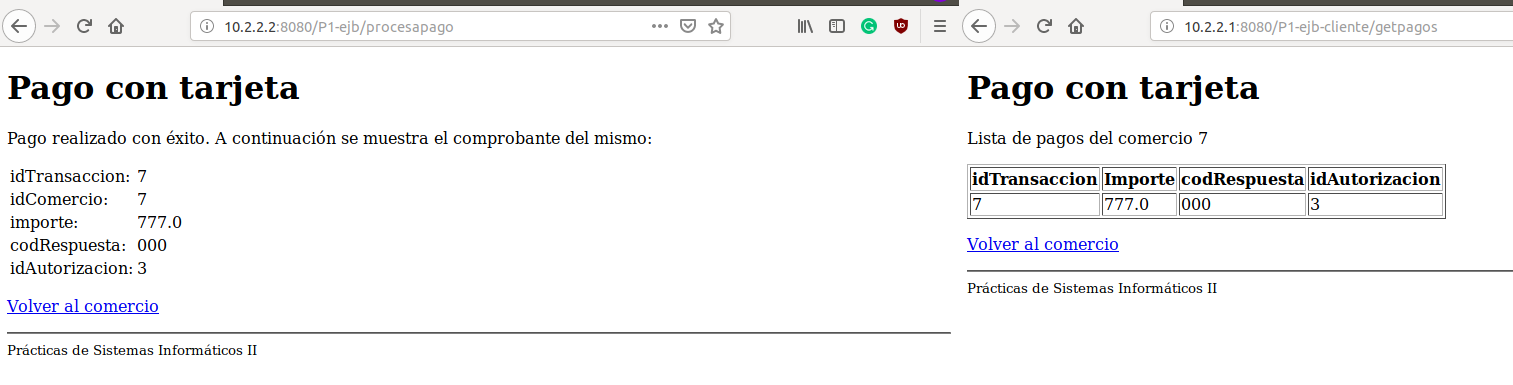 10.2.2.2:8080/P1-ejb/procesapago
Pago con tarjeta
Pago realizado con éxito. A continuación se muestra el comprobante del mismo:
idTransaccion: 7
idComercio: 7
importe: 777.0
codRespuesta: 000
idAutorizacion: 3
Volver al comercio
Prácticas de Sistemas Informáticos II
10.2.2.1:8080/P1-ejb-cliente/getpagos
Pago con tarjeta
Lista de pagos del comercio 7
idTransaccion Importe codRespuesta idAutorizacion
7 777.0 000 3
Volver al comercio
Prácticas de Sistemas Informáticos II